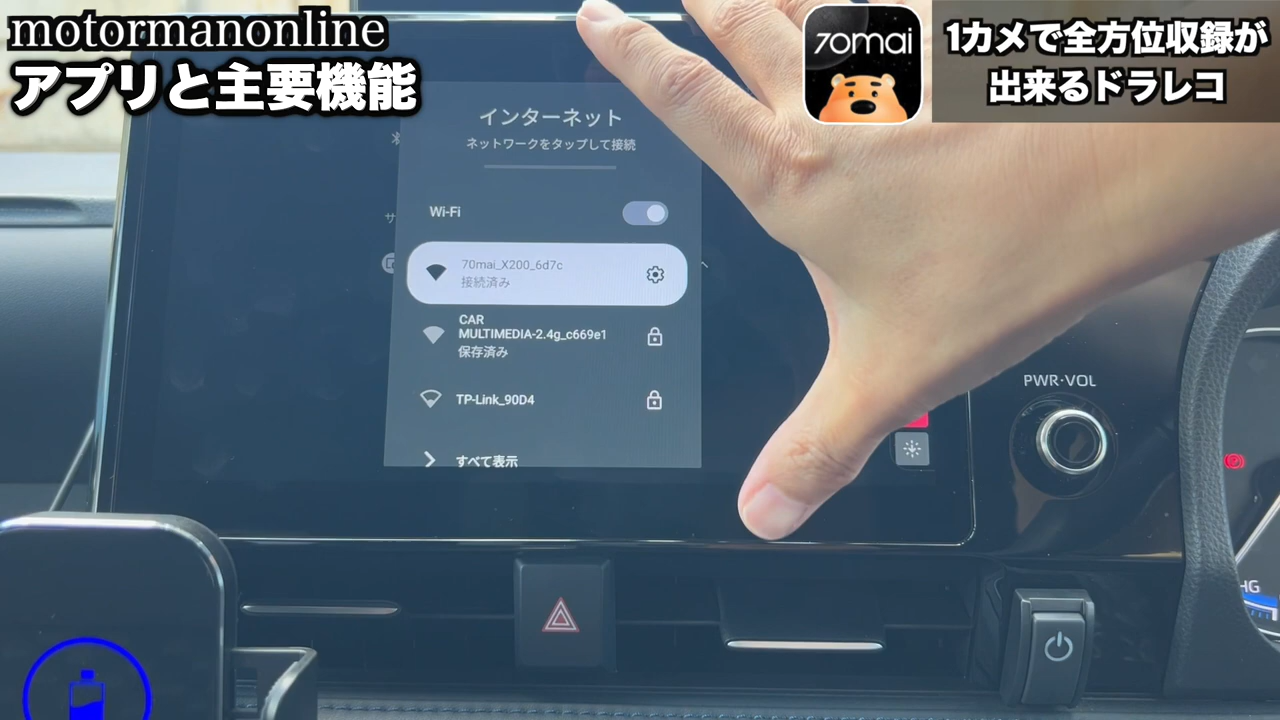 motormanonline
アプリと主要機能
70mai
1カメで全方位収録が
出来るドラレコ
インターネット
ネットワークをタップして接続
Wi-Fi
70mai_X200_6d7c
接続済み
CAR
MULTIMEDIA-2.4g_c669e1
保存済み
TP-Link_90D4
すべて表示
サ
PWR·VOL
HG